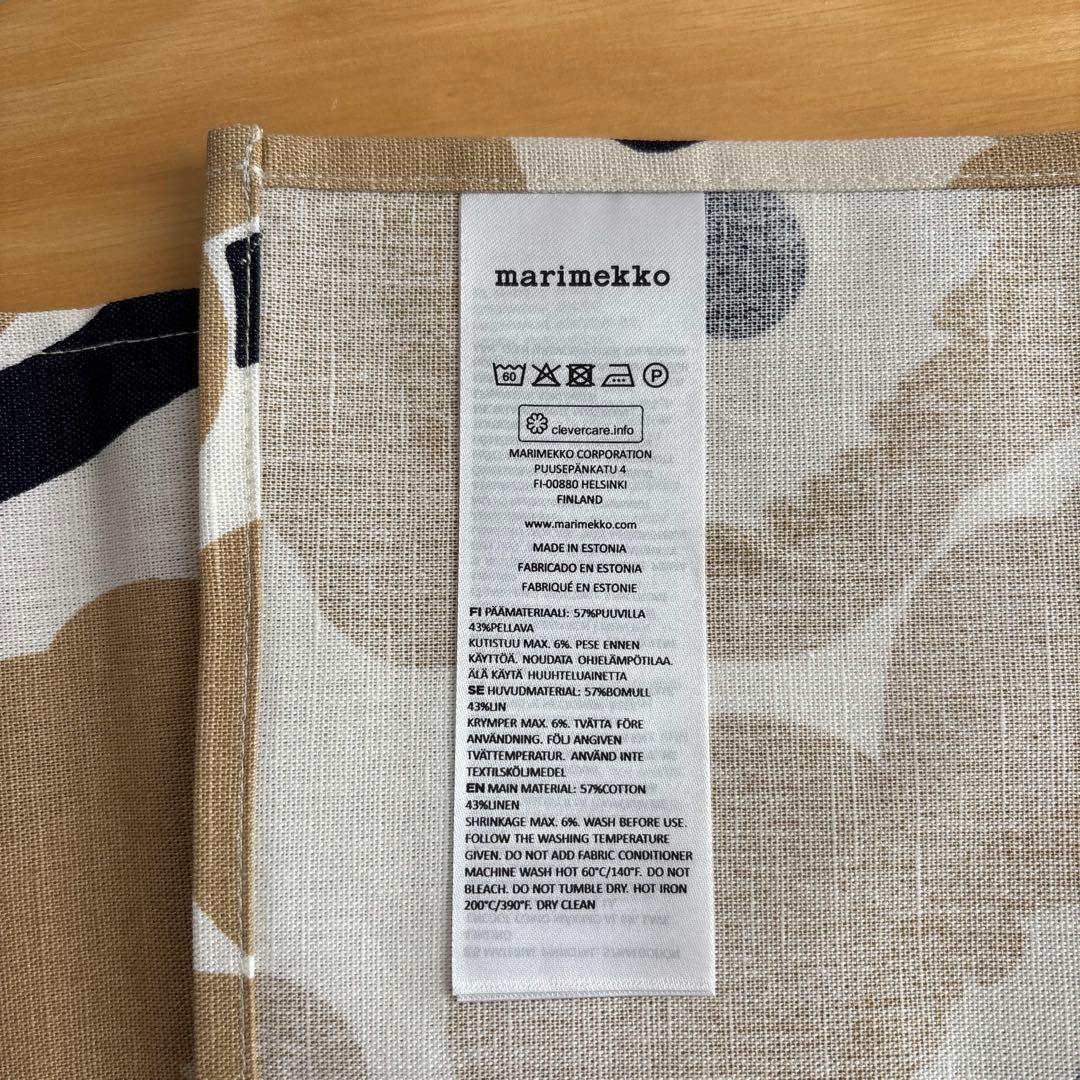 marimekko
60 P
clevercare.info
MARIMEKKO CORPORATION
PUUSEPÄNKATU 4
FI-00880 HELSINKI
FINLAND
www.marimekko.com
MADE IN ESTONIA
FABRICADO EN ESTONIA
FABRIQUÉ EN ESTONIE
FI PÄÄMATERIAALI: 57%PUUVILLA
43%PELLAVA
KUTISTUU MAX. 6%. PESE ENNEN
KÄYTTÖÄ. NOUDATA OHJELÄMPÖTILAA.
ÄLÄ KÄYTÄ HUUHTELUAINETTA
SE HUVUDMATERIAL: 57%BOMULL
43%LIN
KRYMPER MAX. 6%. TVÄTTA FÖRE
ANVÄNDNING. FÖLJ ANGIVEN
TVÄTTEMPERATUR. ANVÄND INTE
TEXTILSKÖLJMEDEL
EN MAIN MATERIAL: 57%COTTON
43%LINEN
SHRINKAGE MAX. 6%. WASH BEFORE USE.
FOLLOW THE WASHING TEMPERATURE
GIVEN. DO NOT ADD FABRIC CONDITIONER
MACHINE WASH HOT 60°C/140°F. DO NOT
BLEACH. DO NOT TUMBLE DRY. HOT IRON
200°C/390°F. DRY CLEAN